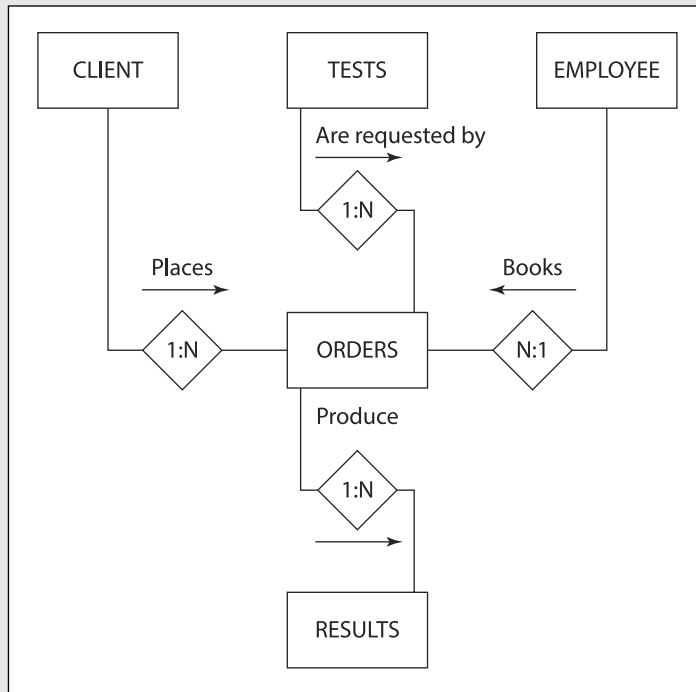 CLIENT
TESTS
EMPLOYEE
Are requested by
1:N
Places
Books
1:N
ORDERS
N:1
Produce
1:N
RESULTS